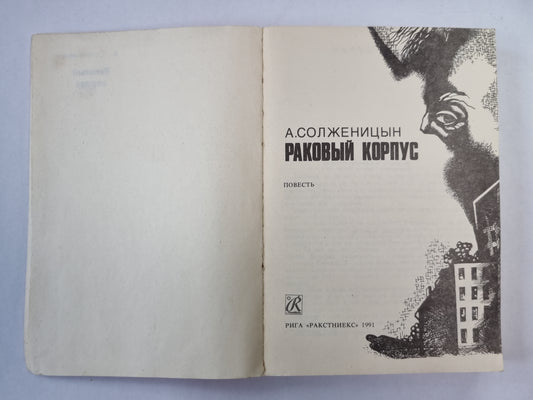 А.СОЛЖЕНИЦЫН
РАКОВЫЙ КОРПУС
ПОВЕСТЬ
R
РИГА «РАКСТНИЕКС» 1991